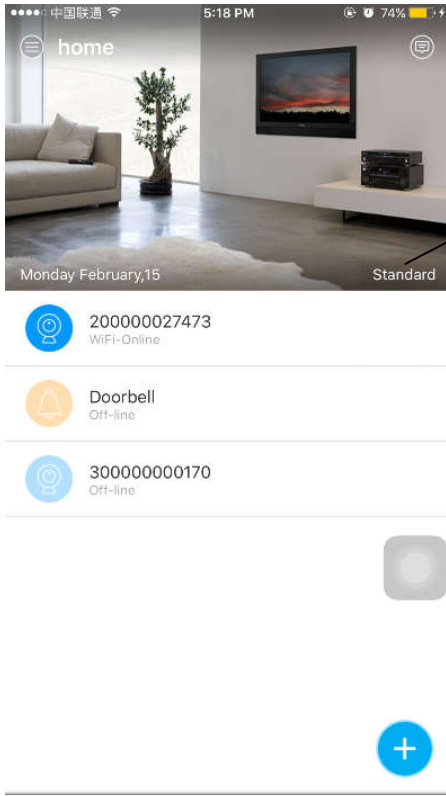 中国联通 5:18 PM 74%
home
Monday February,15 Standard
200000027473
WiFi-Online
Doorbell
Off-line
300000000170
Off-line